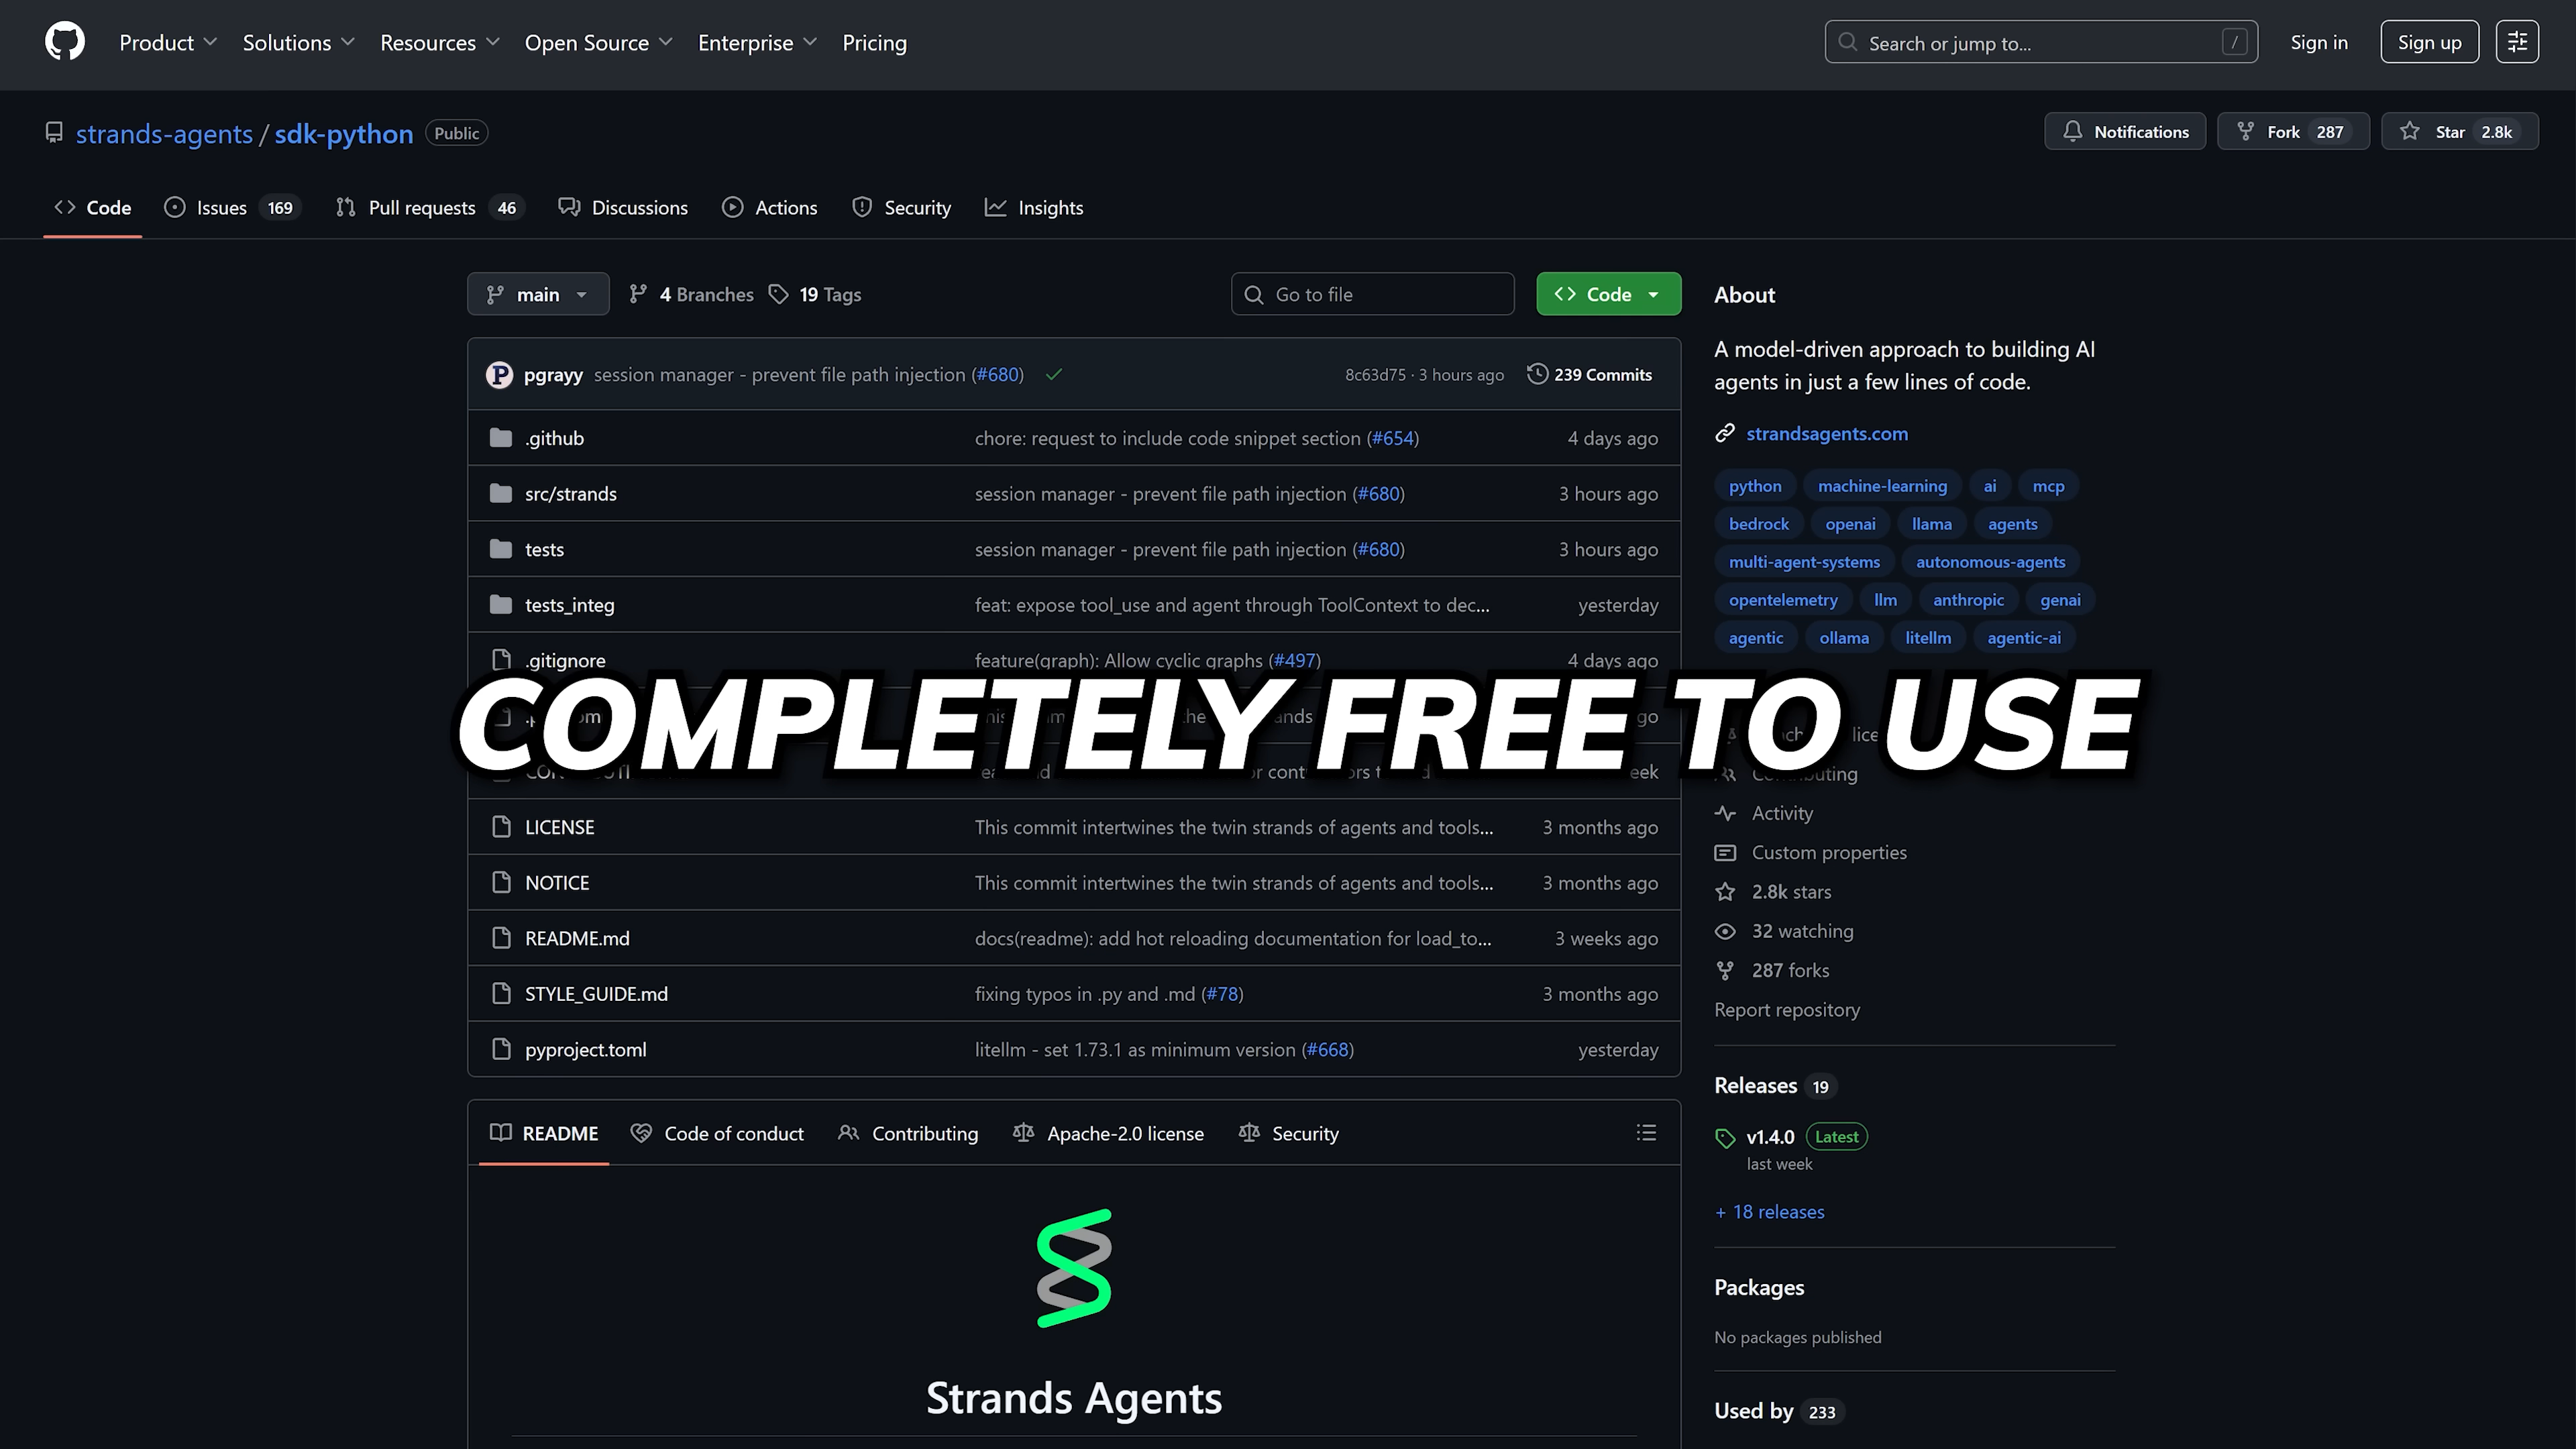 Product Solutions Resources Open Source Enterprise Pricing Search or jump to... / Sign in Sign up
strands-agents / sdk-python Public Notifications Fork 287 Star 2.8k
Code Issues 169 Pull requests 46 Discussions Actions Security Insights
main 4 Branches 19 Tags Go to file Code
P pgrayy session manager - prevent file path injection (#680) 8c63d75 · 3 hours ago 239 Commits
.github chore: request to include code snippet section (#654) 4 days ago
src/strands session manager - prevent file path injection (#680) 3 hours ago
tests session manager - prevent file path injection (#680) 3 hours ago
tests_integ feat: expose tool_use and agent through ToolContext to dec... yesterday
.gitignore feature(graph): Allow cyclic graphs (#497) 4 days ago
COMPLETELY FREE TO USE
LICENSE This commit intertwines the twin strands of agents and tools... 3 months ago
NOTICE This commit intertwines the twin strands of agents and tools... 3 months ago
README.md docs(readme): add hot reloading documentation for load_to... 3 weeks ago
STYLE_GUIDE.md fixing typos in .py and .md (#78) 3 months ago
pyproject.toml litellm - set 1.73.1 as minimum version (#668) yesterday
README Code of conduct Contributing Apache-2.0 license Security
Strands Agents
About
A model-driven approach to building AI
agents in just a few lines of code.
strandsagents.com
python machine-learning ai mcp
bedrock openai llama agents
multi-agent-systems autonomous-agents
opentelemetry llm anthropic genai
agentic ollama litellm agentic-ai
Contributing
Activity
Custom properties
2.8k stars
32 watching
287 forks
Report repository
Releases 19
v1.4.0 Latest
last week
+ 18 releases
Packages
No packages published
Used by 233